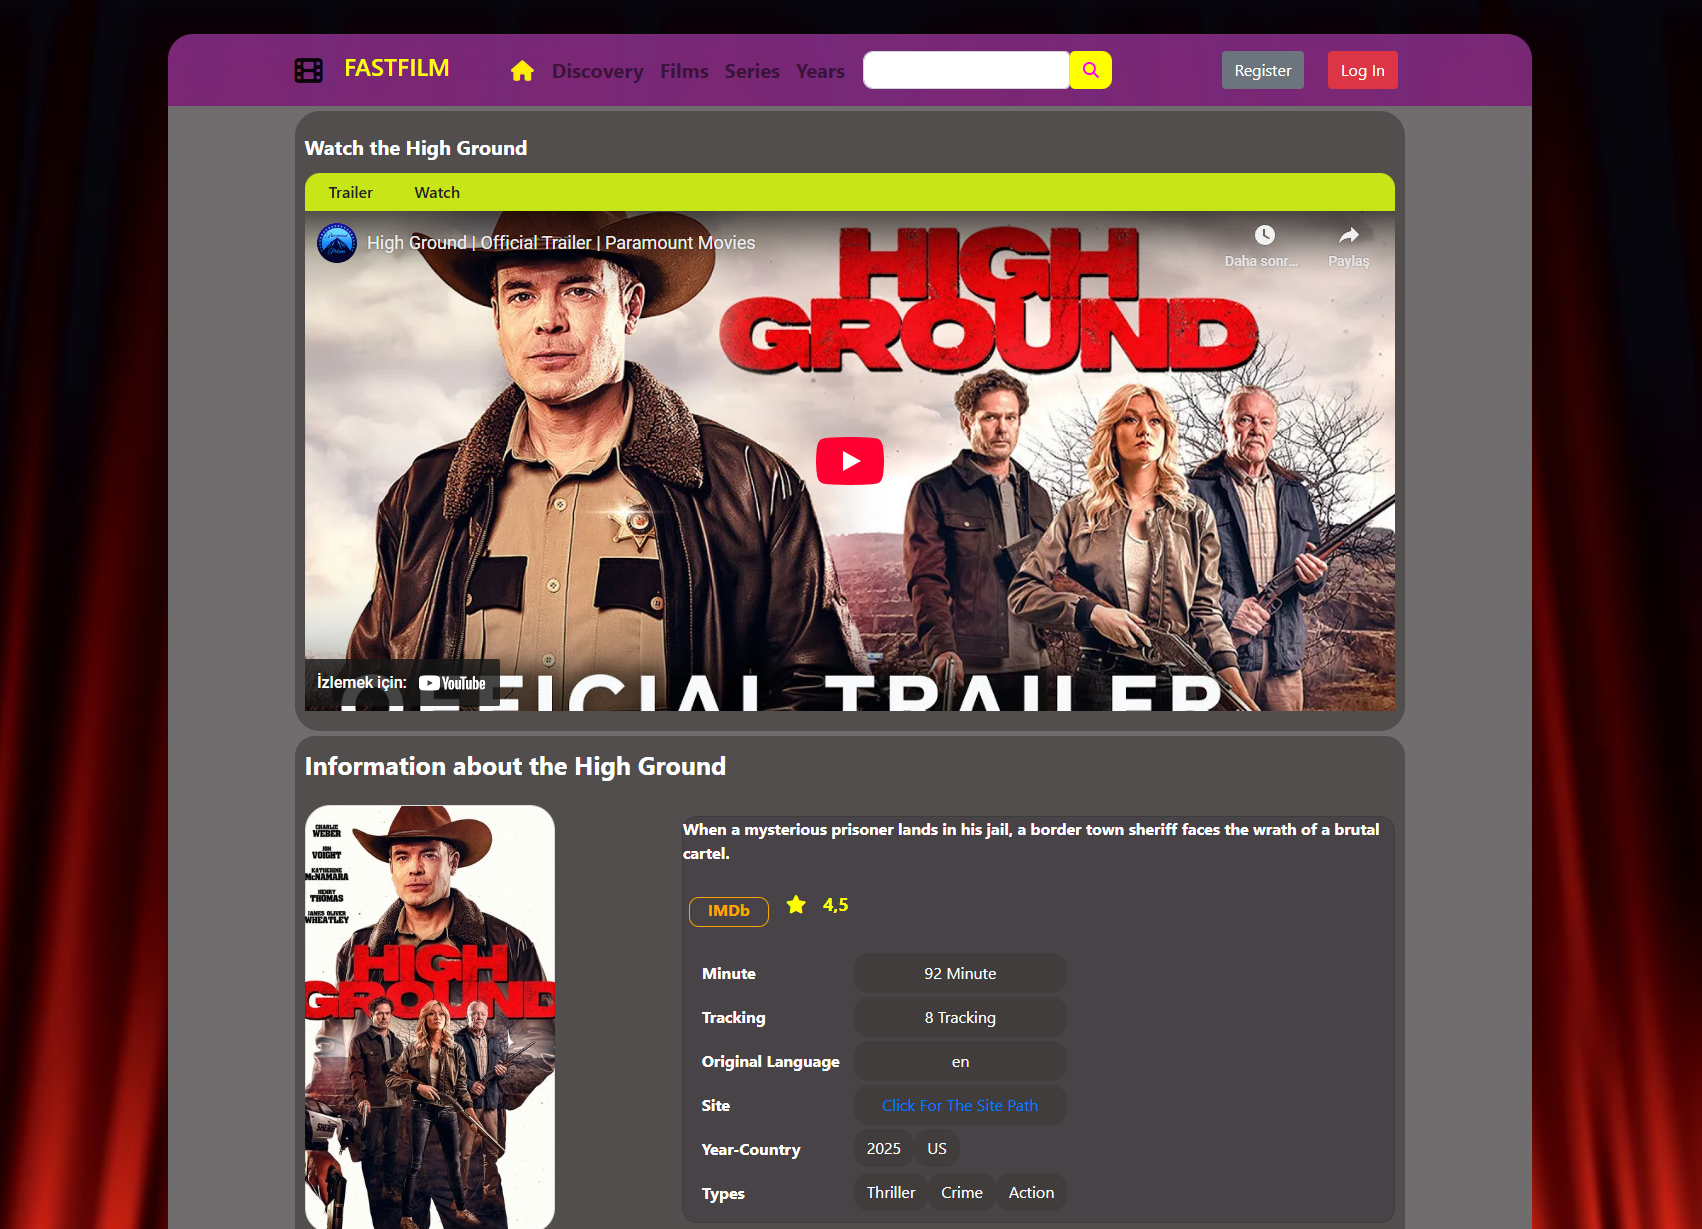 FASTFILM
Discovery Films Series Years
Register
Log In
Watch the High Ground
Trailer
Watch
High Ground | Official Trailer | Paramount Movies
Daha sonr...
Paylaş
HIGH
GROUND
İzlemek için: YouTube
OFFICIAL TRAILER
Information about the High Ground
CHARLIE
WEBER
JON
VOIGHT
KATHERINE
McNAMARA
HENRY
THOMAS
JAMES OLIVER
WHEATLEY
HIGH
GROUND
SHERIFF
When a mysterious prisoner lands in his jail, a border town sheriff faces the wrath of a brutal
cartel.
IMDb
4,5
Minute 92 Minute
Tracking 8 Tracking
Original Language en
Site Click For The Site Path
Year-Country 2025 US
Types Thriller Crime Action